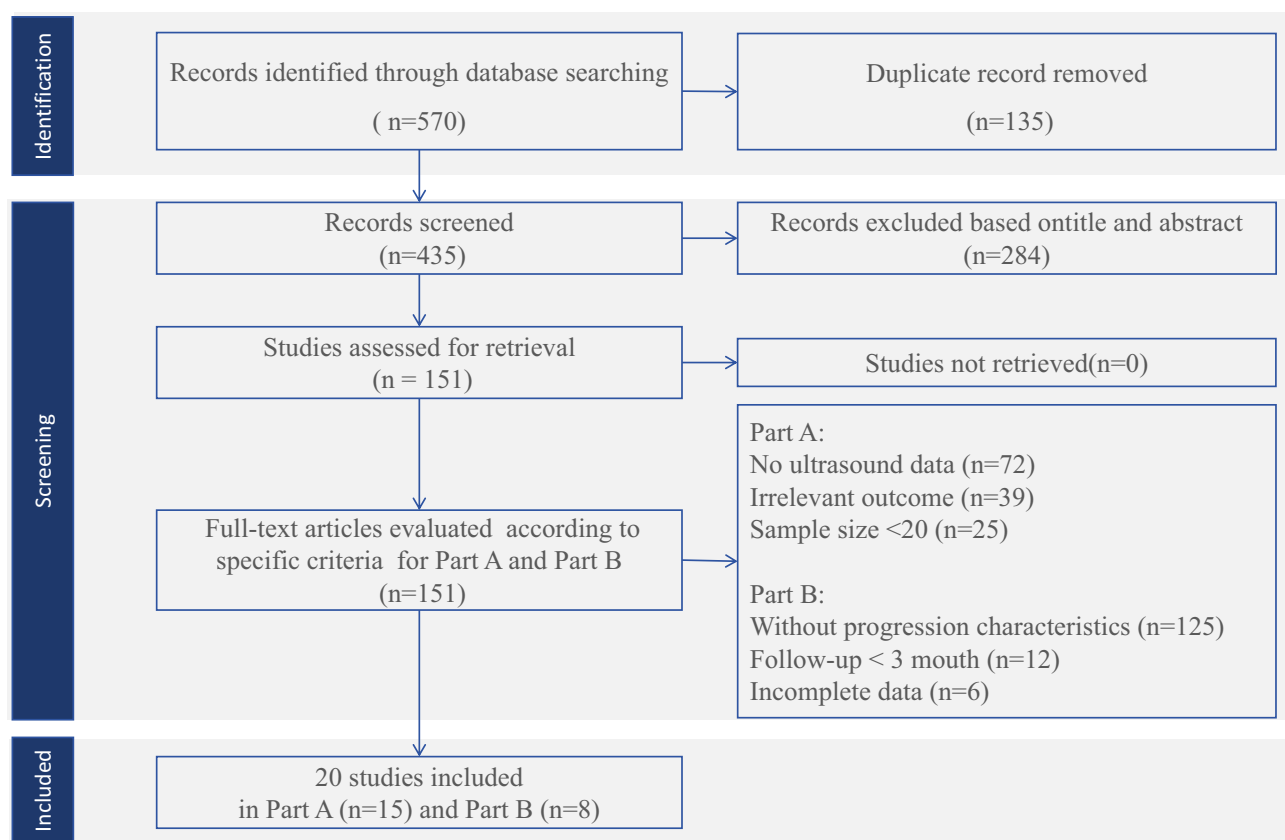 Identification
Records identified through database searching
( n=570)
Duplicate record removed
(n=135)
Screening
Records screened
(n=435)
Records excluded based ontitle and abstract
(n=284)
Studies assessed for retrieval
(n = 151)
Studies not retrieved(n=0)
Full-text articles evaluated according to
specific criteria for Part A and Part B
(n=151)
Part A:
No ultrasound data (n=72)
Irrelevant outcome (n=39)
Sample size <20 (n=25)
Part B:
Without progression characteristics (n=125)
Follow-up < 3 mouth (n=12)
Incomplete data (n=6)
Included
20 studies included
in Part A (n=15) and Part B (n=8)